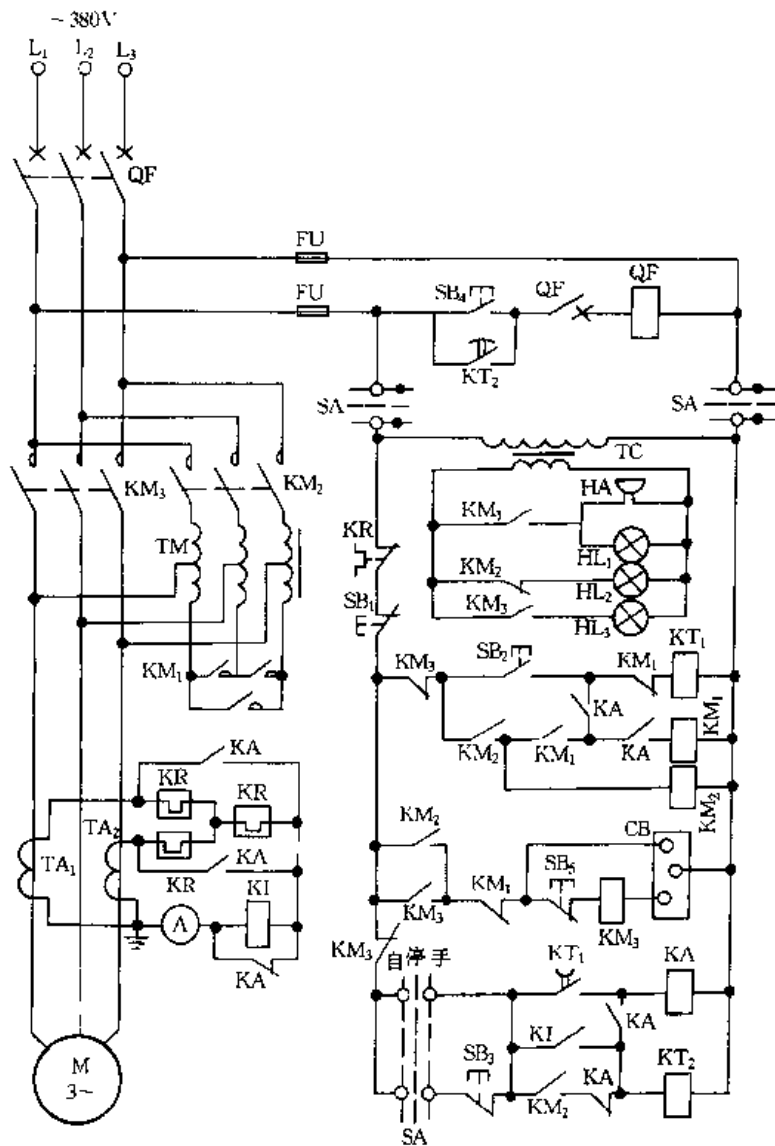 ~380V
L₁ L₂ L₃
QF
FU
QF
FU
SB₄
QF
KT₂
SA
SA
TC
KM₃
KM₂
HA
KM₃
KR
HL₁
TM
KM₂
HL₂
SB₁
KM₃
HL₃
KT₁
KM₁
KM₃
SB₂
KM₁
KM₁
KA
KM₂
KM₁
KA
KA
KM₂
KR
KR
KM₂
TA₂
CB
TA₁
KA
SB₅
KR
KI
KM₃
KM₁
KM₃
A
KM₃
自停手
KT₁
KA
KA
KA
M
3~
KI
SB₃
KA
KT₂
KM₂
SA